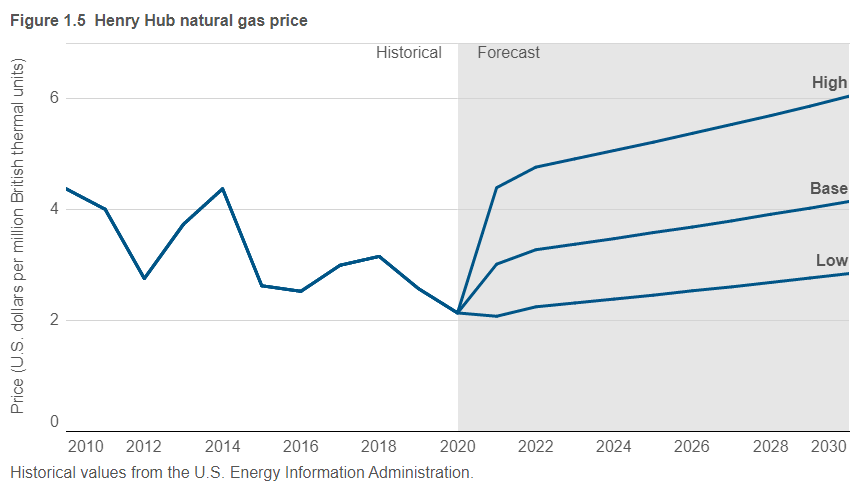 Figure 1.5 Henry Hub natural gas price
Historical
Forecast
Price (U.S. dollars per million British thermal units)
High
6
Base
4
Low
2
0
2010 2012 2014 2016 2018 2020 2022 2024 2026 2028 2030
Historical values from the U.S. Energy Information Administration.